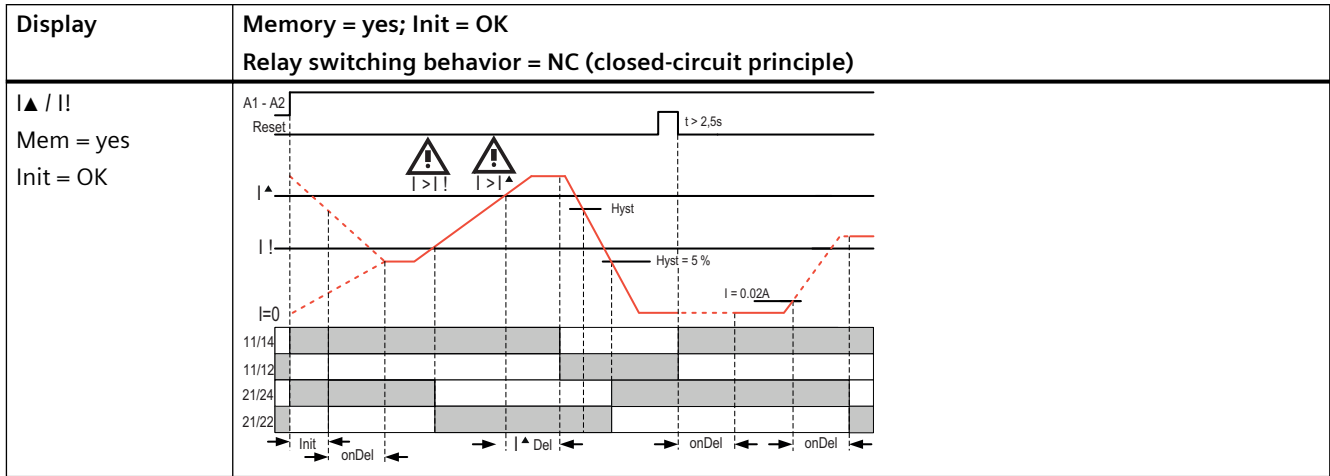 Display
Memory = yes; Init = OK
Relay switching behavior = NC (closed-circuit principle)
I▲ / I!
Mem = yes
Init = OK
A1 - A2
Reset
t > 2,5s
I >I !
I >I▲
I▲
Hyst
I !
Hyst = 5 %
I = 0.02A
I=0
11/14
11/12
21/24
21/22
Init
onDel
I▲ Del
onDel
onDel